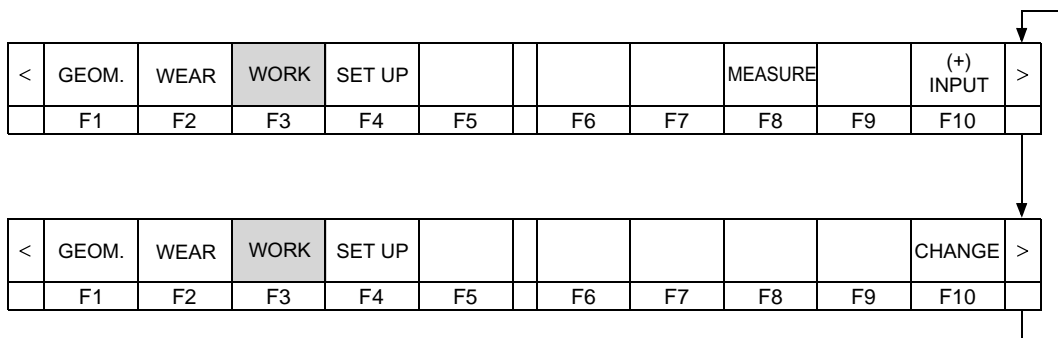 < GEOM. WEAR WORK SET UP MEASURE (+) INPUT >
F1 F2 F3 F4 F5 F6 F7 F8 F9 F10
< GEOM. WEAR WORK SET UP CHANGE >
F1 F2 F3 F4 F5 F6 F7 F8 F9 F10